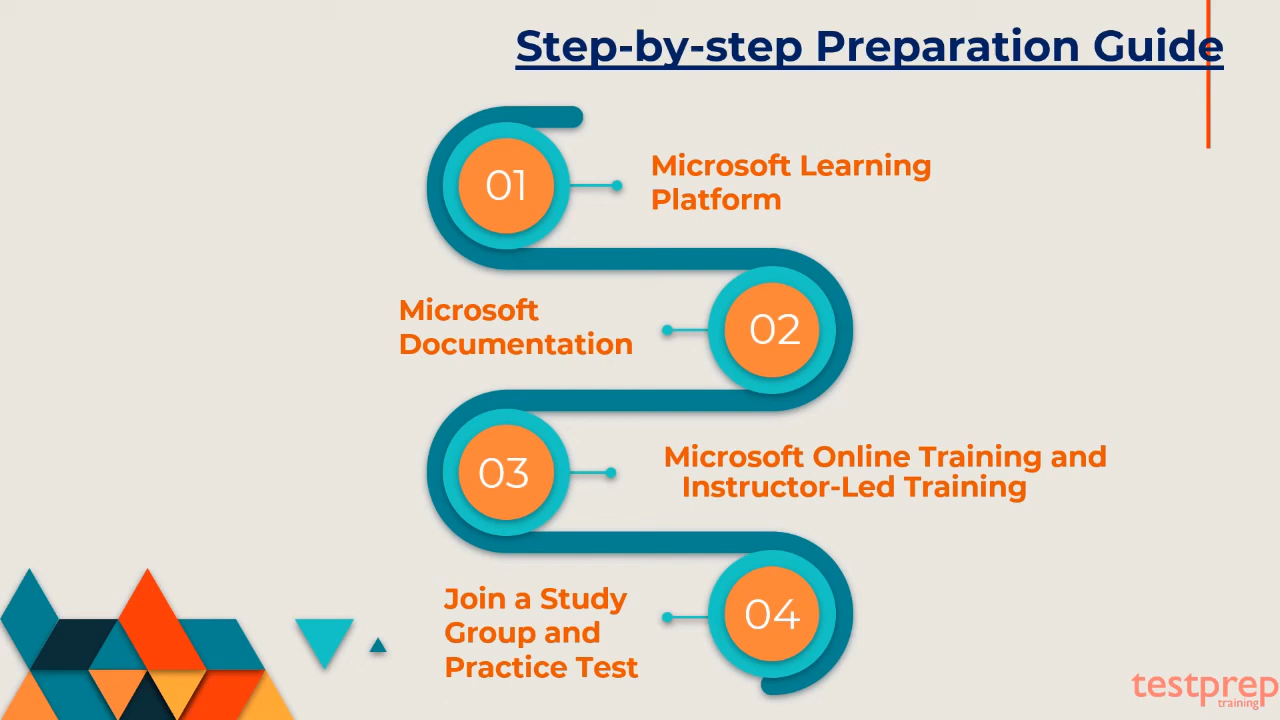 Step-by-step Preparation Guide
01
Microsoft Learning
Platform
Microsoft
Documentation
02
03
Microsoft Online Training and
Instructor-Led Training
Join a Study
Group and
Practice Test
04
testprep
training